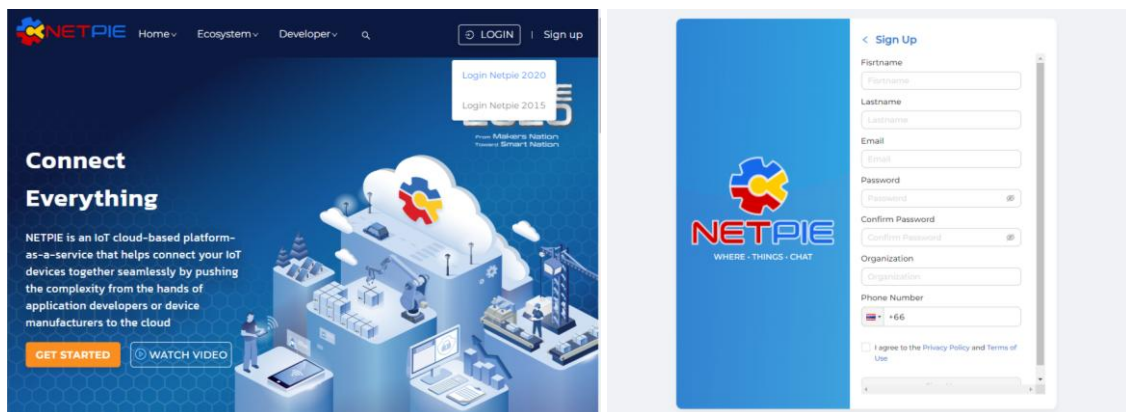 NETPIE Home Ecosystem Developer LOGIN | Sign up
Login Netpie 2020
Login Netpie 2015
From Makers Nation
Toward Smart Nation
Connect
Everything
NETPIE is an IoT cloud-based platform-
as-a-service that helps connect your IoT
devices together seamlessly by pushing
the complexity from the hands of
application developers or device
manufacturers to the cloud
GET STARTED WATCH VIDEO
NETPIE
WHERE • THINGS • CHAT
< Sign Up
Fisrtname
Fisrtname
Lastname
Lastname
Email
Email
Password
Password
Confirm Password
Confirm Password
Organization
Organization
Phone Number
+66
I agree to the Privacy Policy and Terms of
Use